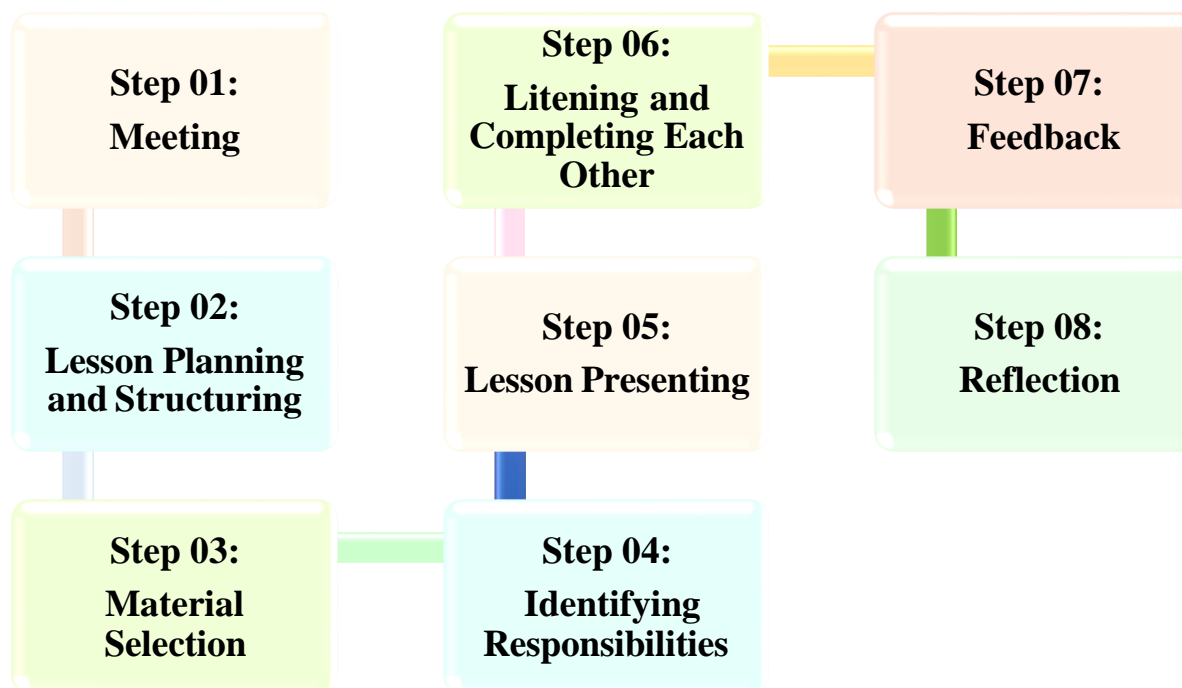 Step 01:
Meeting
Step 02:
Lesson Planning
and Structuring
Step 03:
Material
Selection
Step 04:
Identifying
Responsibilities
Step 05:
Lesson Presenting
Step 06:
Litening and
Completing Each
Other
Step 07:
Feedback
Step 08:
Reflection